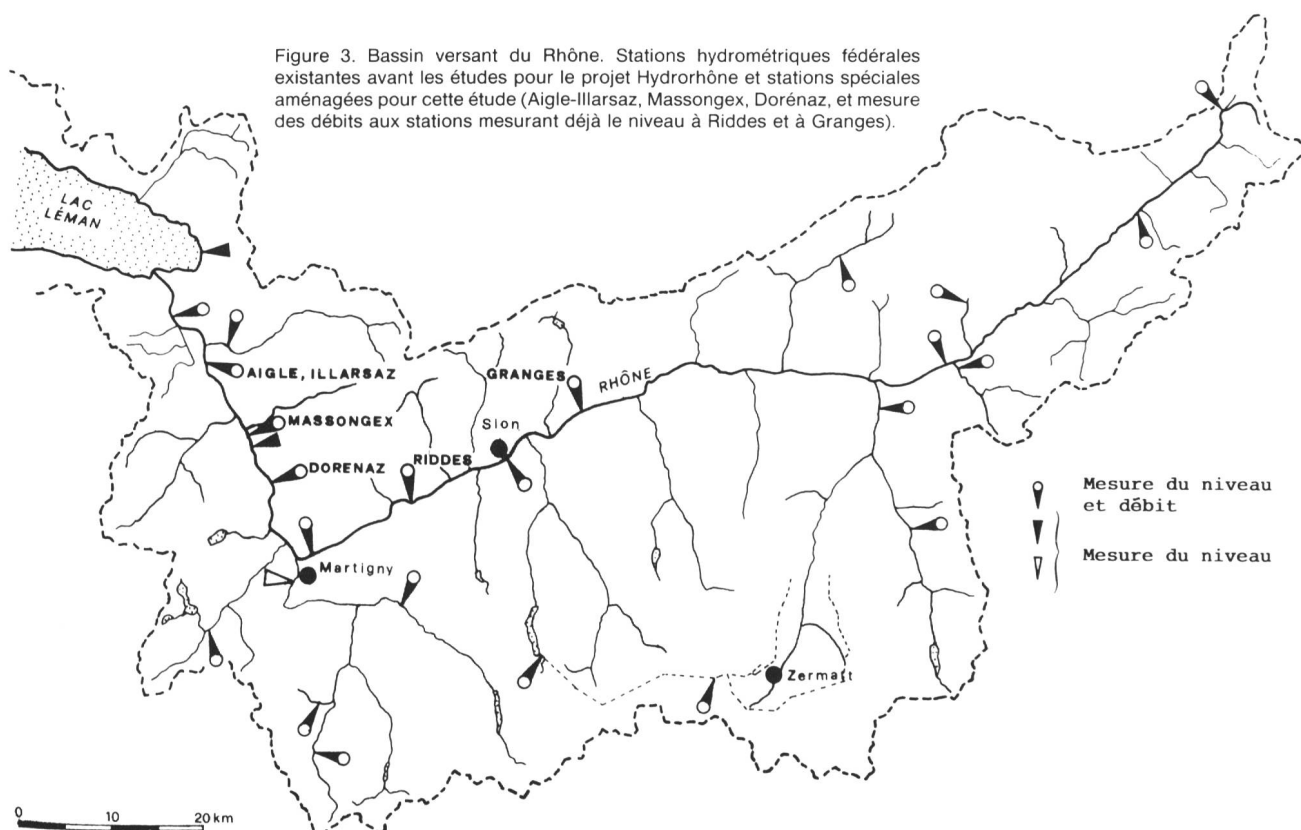 Figure 3. Bassin versant du Rhône. Stations hydrométriques fédérales
existantes avant les études pour le projet Hydrorhône et stations spéciales
aménagées pour cette étude (Aigle-Illarsaz, Massongex, Dorénaz, et mesure
des débits aux stations mesurant déjà le niveau à Riddes et à Granges).
LAC
LÉMAN
AIGLE, ILLARSAZ
GRANGES
RHÔNE
MASSONGEX
Sion
DORENAZ
RIDDES
Martigny
Zermatt
Mesure du niveau
et débit
Mesure du niveau
0 10 20 km